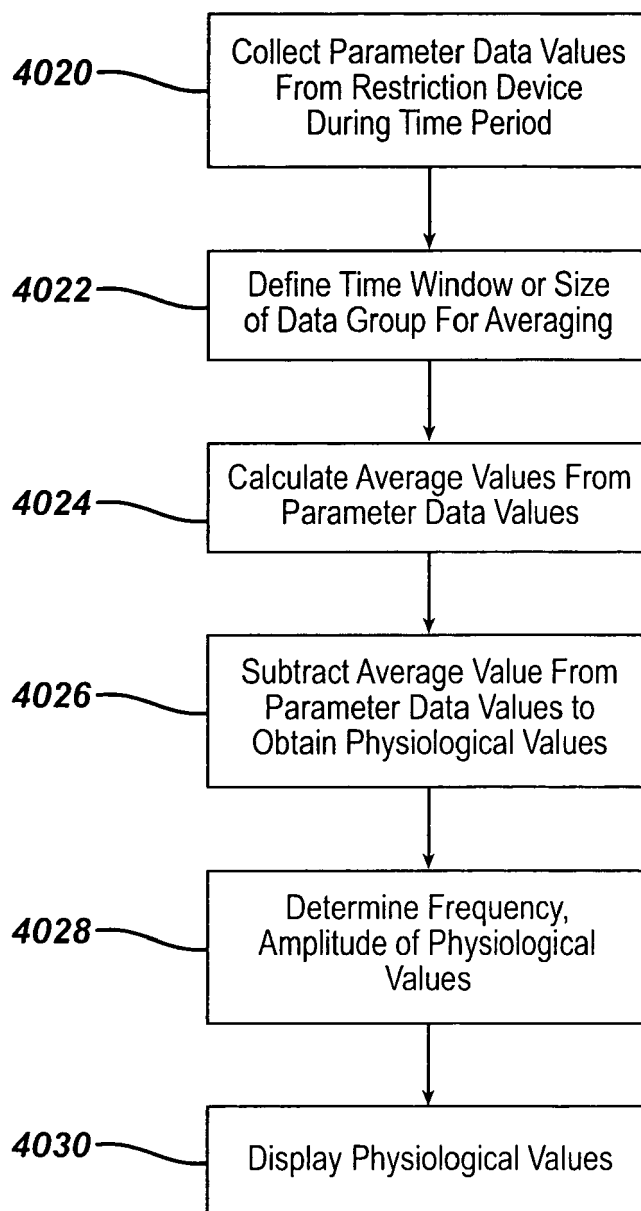 4020
Collect Parameter Data Values
From Restriction Device
During Time Period
4022
Define Time Window or Size
of Data Group For Averaging
4024
Calculate Average Values From
Parameter Data Values
4026
Subtract Average Value From
Parameter Data Values to
Obtain Physiological Values
4028
Determine Frequency,
Amplitude of Physiological
Values
4030
Display Physiological Values